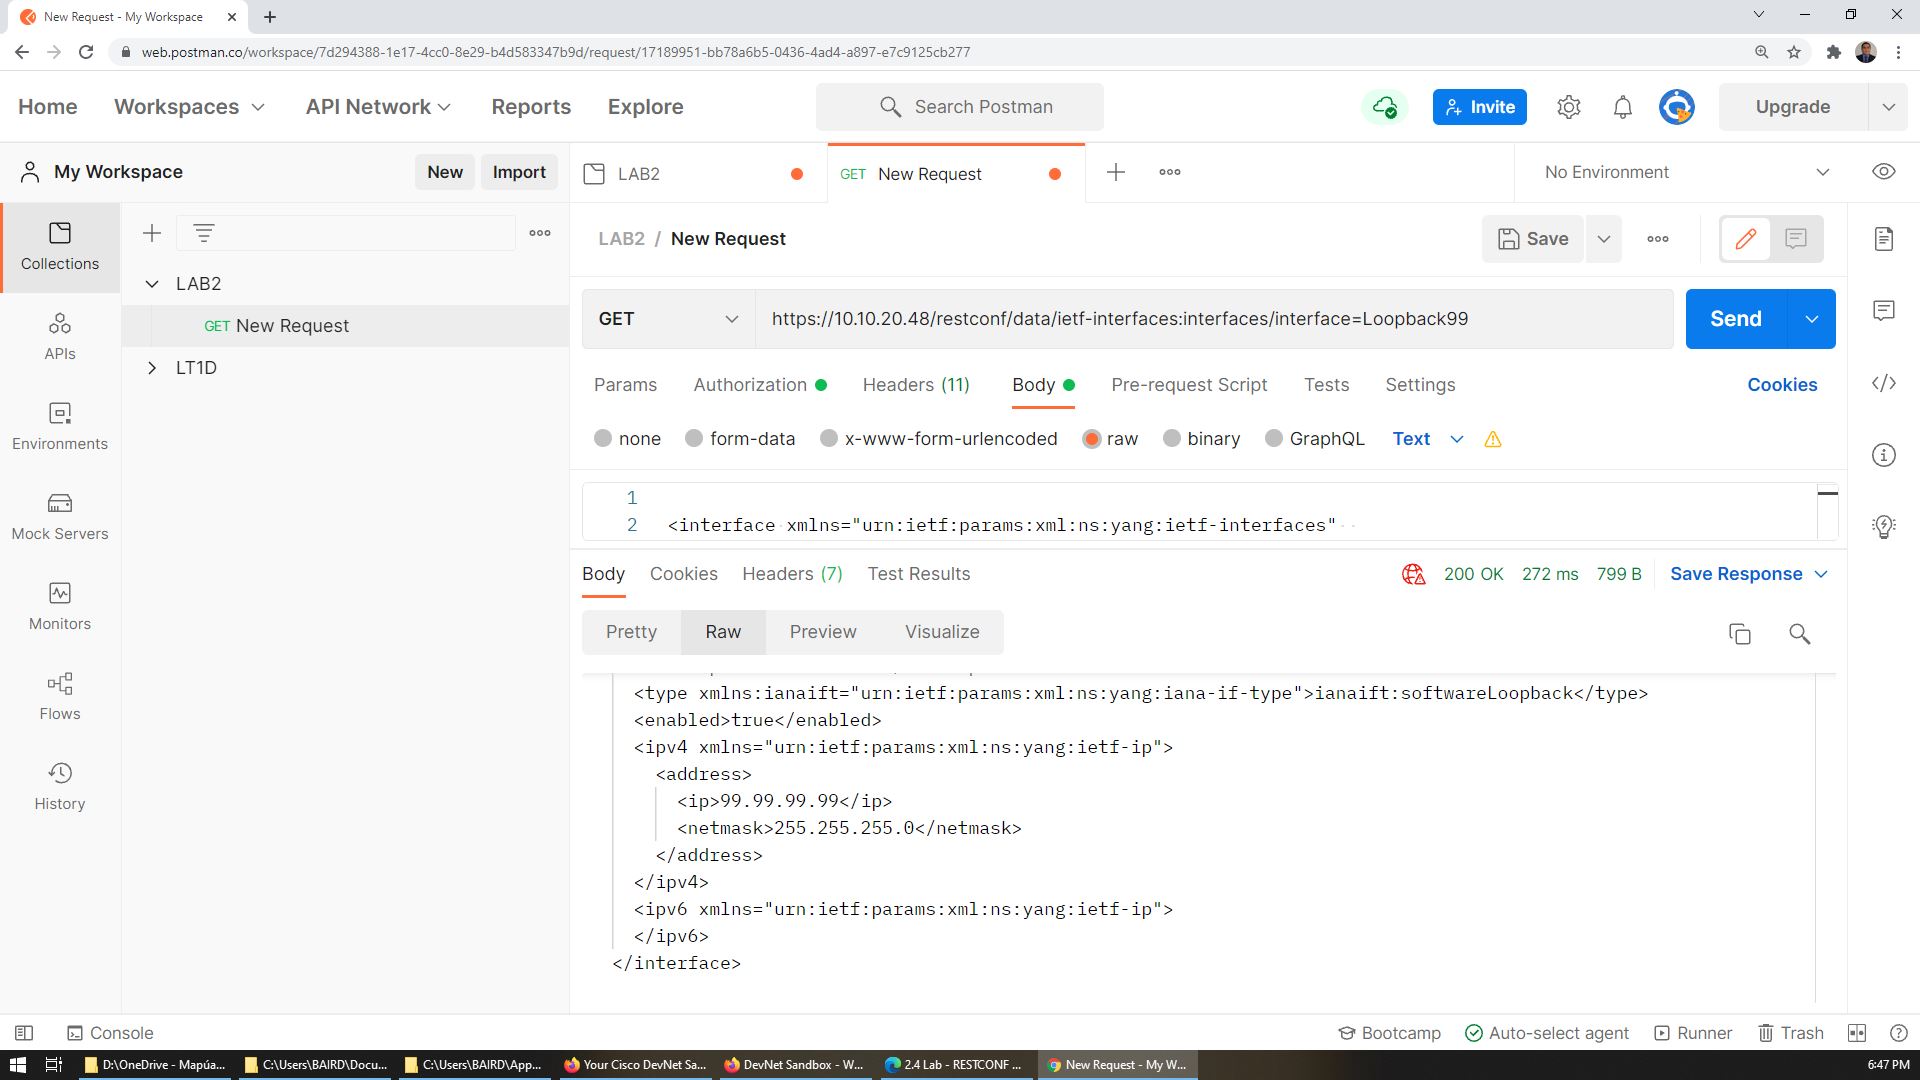 New Request - My Workspace
web.postman.co/workspace/7d294388-1e17-4cc0-8e29-b4d583347b9d/request/17189951-bb78a6b5-0436-4ad4-a897-e7c9125cb277
Home Workspaces API Network Reports Explore Search Postman Invite Upgrade
My Workspace New Import LAB2 GET New Request No Environment
Collections
APIs
Environments
Mock Servers
Monitors
Flows
History
LAB2
GET New Request
LT1D
LAB2 / New Request Save
GET https://10.10.20.48/restconf/data/ietf-interfaces:interfaces/interface=Loopback99 Send
Params Authorization Headers (11) Body Pre-request Script Tests Settings Cookies
none form-data x-www-form-urlencoded raw binary GraphQL Text
1
2 <interface xmlns="urn:ietf:params:xml:ns:yang:ietf-interfaces"
Body Cookies Headers (7) Test Results 200 OK 272 ms 799 B Save Response
Pretty Raw Preview Visualize
<type xmlns:ianaift="urn:ietf:params:xml:ns:yang:iana-if-type">ianaift:softwareLoopback</type>
<enabled>true</enabled>
<ipv4 xmlns="urn:ietf:params:xml:ns:yang:ietf-ip">
<address>
<ip>99.99.99.99</ip>
<netmask>255.255.255.0</netmask>
</address>
</ipv4>
<ipv6 xmlns="urn:ietf:params:xml:ns:yang:ietf-ip">
</ipv6>
</interface>
Console Bootcamp Auto-select agent Runner Trash
D:\OneDrive - Mapúa... C:\Users\BAIRD\Docu... C:\Users\BAIRD\App... Your Cisco DevNet Sa... DevNet Sandbox - W... 2.4 Lab - RESTCONF ... New Request - My W... 6:47 PM